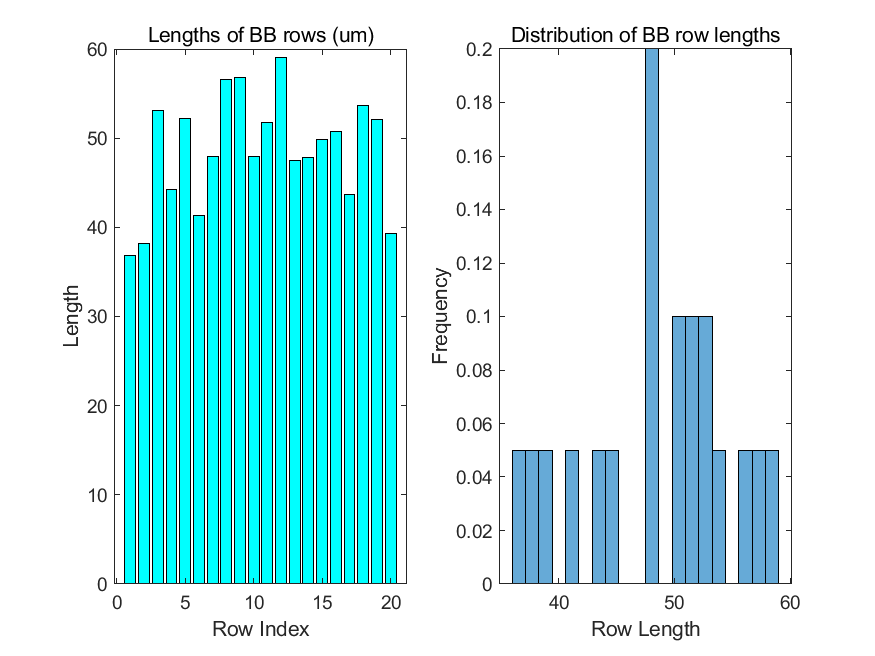 Lengths of BB rows (um)
60
50
40
30
20
10
0
Length
0 5 10 15 20
Row Index
Distribution of BB row lengths
0.2
0.18
0.16
0.14
0.12
0.1
0.08
0.06
0.04
0.02
0
Frequency
40 50 60
Row Length